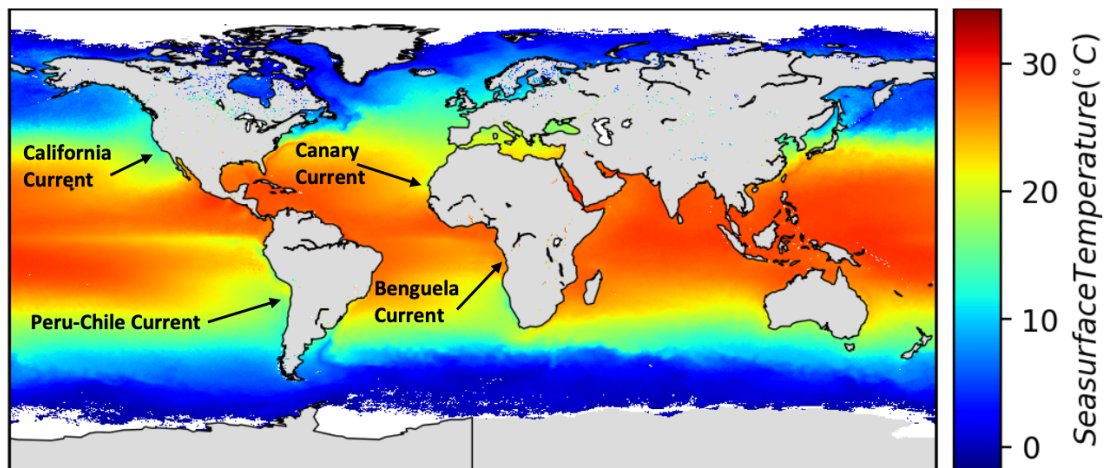 California
Current
Canary
Current
Benguela
Current
Peru-Chile Current
30
20
10
0
SeasurfaceTemperature(°C)